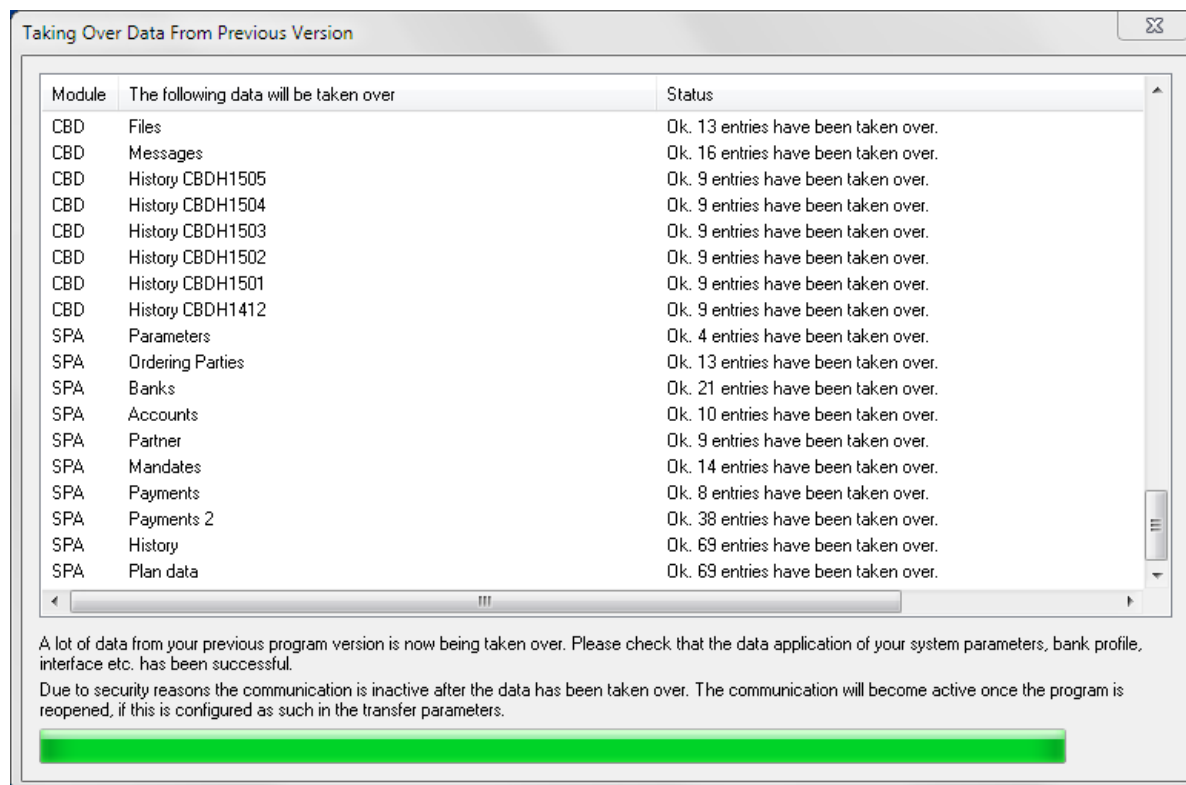 Taking Over Data From Previous Version
Module The following data will be taken over Status
CBD Files Ok. 13 entries have been taken over.
CBD Messages Ok. 16 entries have been taken over.
CBD History CBDH1505 Ok. 9 entries have been taken over.
CBD History CBDH1504 Ok. 9 entries have been taken over.
CBD History CBDH1503 Ok. 9 entries have been taken over.
CBD History CBDH1502 Ok. 9 entries have been taken over.
CBD History CBDH1501 Ok. 9 entries have been taken over.
CBD History CBDH1412 Ok. 9 entries have been taken over.
SPA Parameters Ok. 4 entries have been taken over.
SPA Ordering Parties Ok. 13 entries have been taken over.
SPA Banks Ok. 21 entries have been taken over.
SPA Accounts Ok. 10 entries have been taken over.
SPA Partner Ok. 9 entries have been taken over.
SPA Mandates Ok. 14 entries have been taken over.
SPA Payments Ok. 8 entries have been taken over.
SPA Payments 2 Ok. 38 entries have been taken over.
SPA History Ok. 69 entries have been taken over.
SPA Plan data Ok. 69 entries have been taken over.
A lot of data from your previous program version is now being taken over. Please check that the data application of your system parameters, bank profile,
interface etc. has been successful.
Due to security reasons the communication is inactive after the data has been taken over. The communication will become active once the program is
reopened, if this is configured as such in the transfer parameters.